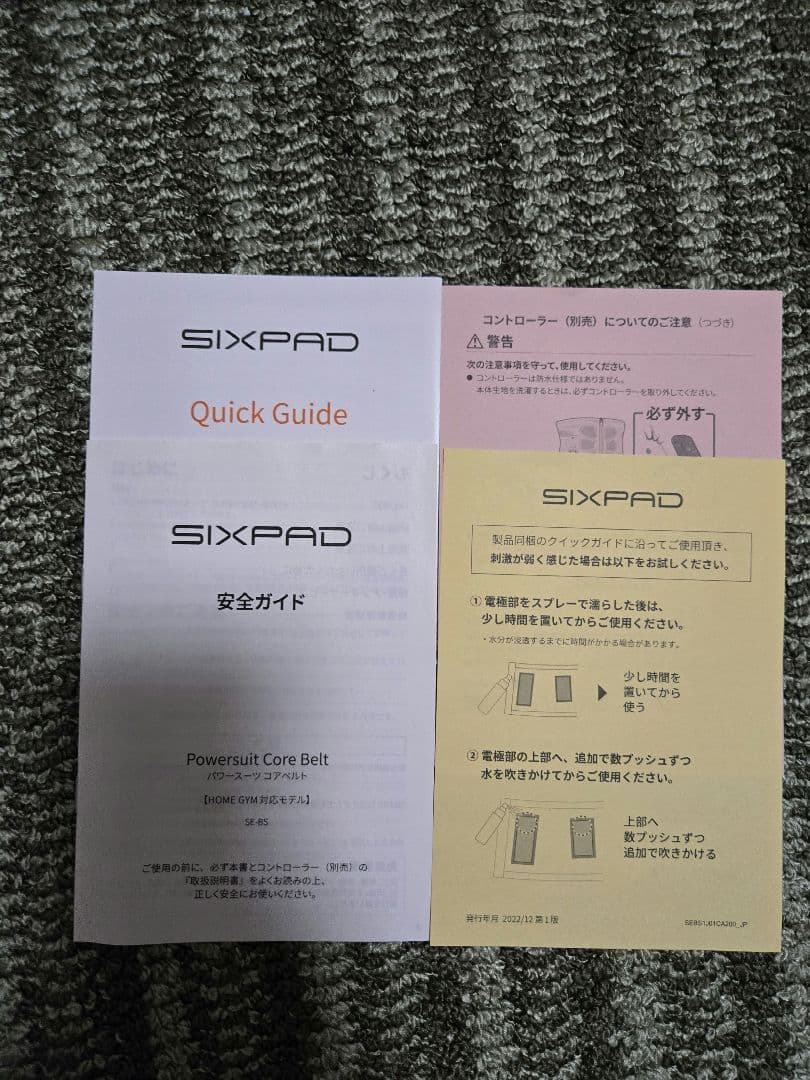 SIXPAD
Quick Guide
コントローラー（別売）についてのご注意（つづき）
警告
次の注意事項を守って、使用してください。
● コントローラーは防水仕様ではありません。
本体生地を洗濯するときは、必ずコントローラーを取り外してください。
必ず外す
SIXPAD
安全ガイド
Powersuit Core Belt
パワースーツ コアベルト
【HOME GYM 対応モデル】
SE-BS
ご使用の前に、必ず本書とコントローラー（別売）の
『取扱説明書』をよくお読みの上、
正しく安全にお使いください。
SIXPAD
製品同梱のクイックガイドに沿ってご使用頂き、
刺激が弱く感じた場合は以下をお試しください。
① 電極部をスプレーで濡らした後は、
少し時間を置いてからご使用ください。
・水分が浸透するまでに時間がかかる場合があります。
少し時間を
置いてから
使う
② 電極部の上部へ、追加で数プッシュずつ
水を吹きかけてからご使用ください。
上部へ
数プッシュずつ
追加で吹きかける
発行年月 2022/12 第1版
SEBS1J01CA200_JP